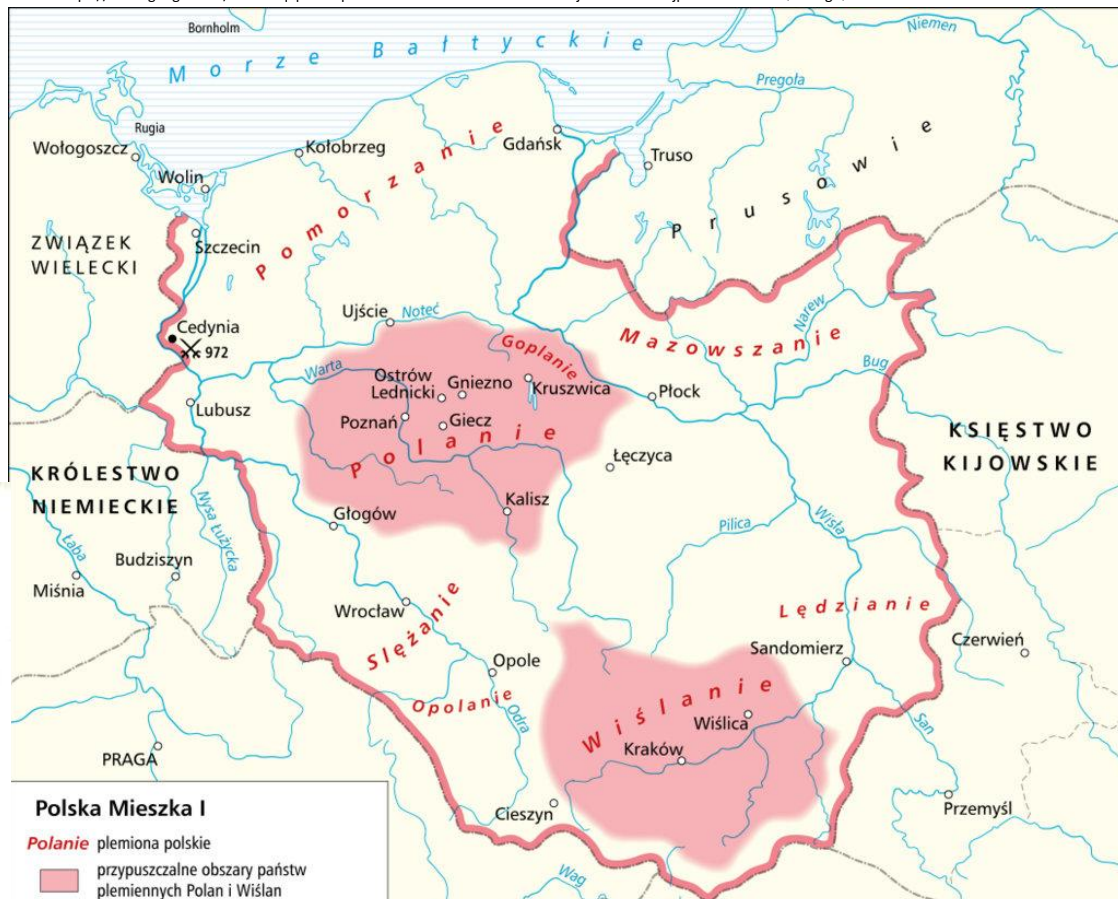 Bornholm
Morze Bałtyckie
Niemen
Pregoła
Rugia
Wołogoszcz
Kołobrzeg
Gdańsk
Truso
Wolin
Pomorzanie
Prusowie
ZWIĄZEK
WIELECKI
Szczecin
Ujście
Noteć
Narew
Cedynia
972
Mazowszanie
Goplanie
Bug
Warta
Ostrów
Lednicki
Gniezno
Kruszwica
Płock
Lubusz
Poznań
Giecz
Polanie
KSIĘSTWO
KIJOWSKIE
Łęczyca
KRÓLESTWO
NIEMIECKIE
Nysa Łużycka
Kalisz
Głogów
Pilica
Wisła
Łaba
Budziszyn
Miśnia
Wrocław
Ślężanie
Lędzianie
Sandomierz
Czerwień
Opole
Opolanie
Odra
Wiślanie
Wiślica
San
Kraków
PRAGA
Cieszyn
Przemyśl
Wag
Polska Mieszka I
Polanie plemiona polskie
przypuszczalne obszary państw
plemiennych Polan i Wiślan